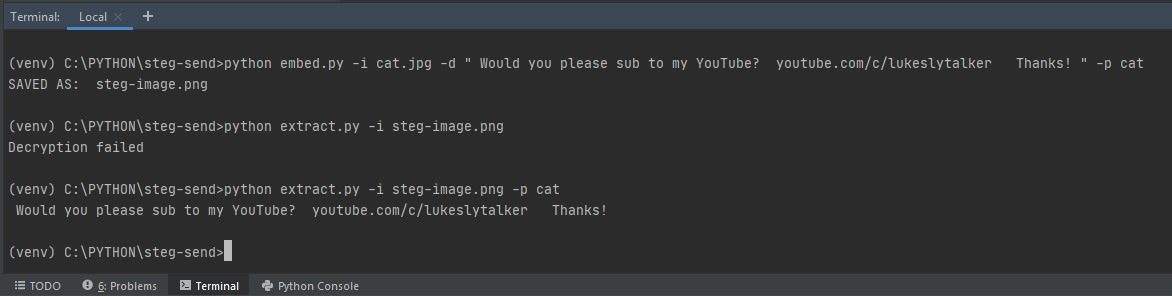 Terminal: Local × +
(venv) C:\PYTHON\steg-send>python embed.py -i cat.jpg -d " Would you please sub to my YouTube?  youtube.com/c/lukeslytalker   Thanks! " -p cat
SAVED AS:  steg-image.png
(venv) C:\PYTHON\steg-send>python extract.py -i steg-image.png
Decryption failed
(venv) C:\PYTHON\steg-send>python extract.py -i steg-image.png -p cat
 Would you please sub to my YouTube?  youtube.com/c/lukeslytalker   Thanks!
(venv) C:\PYTHON\steg-send>
TODO 6: Problems Terminal Python Console